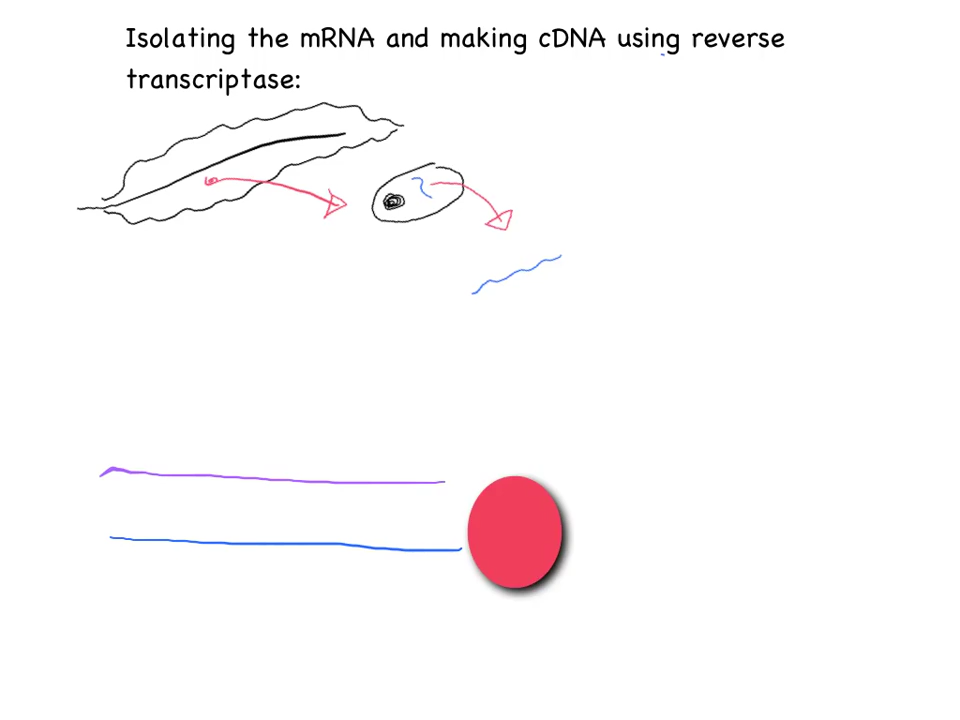 Isolating the mRNA and making cDNA using reverse
transcriptase: